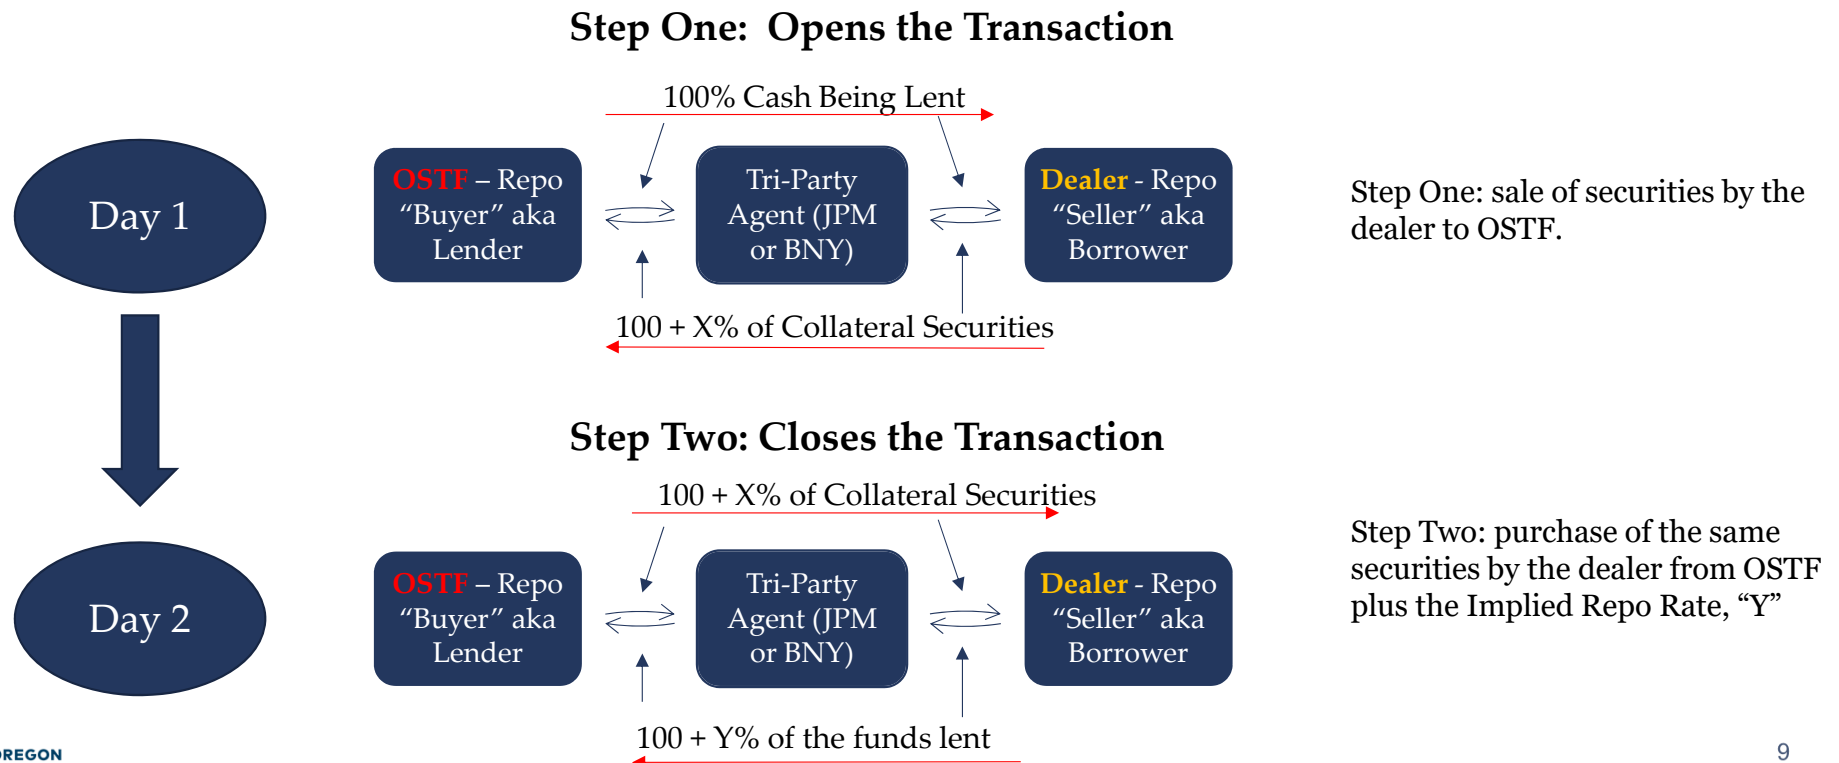 Step One:  Opens the Transaction
100% Cash Being Lent
Day 1
OSTF – Repo
“Buyer” aka
Lender
Tri-Party
Agent (JPM
or BNY)
Dealer - Repo
“Seller” aka
Borrower
Step One: sale of securities by the
dealer to OSTF.
100 + X% of Collateral Securities
Step Two: Closes the Transaction
100 + X% of Collateral Securities
Day 2
OSTF – Repo
“Buyer” aka
Lender
Tri-Party
Agent (JPM
or BNY)
Dealer - Repo
“Seller” aka
Borrower
Step Two: purchase of the same
securities by the dealer from OSTF
plus the Implied Repo Rate, “Y”
100 + Y% of the funds lent
OREGON
9